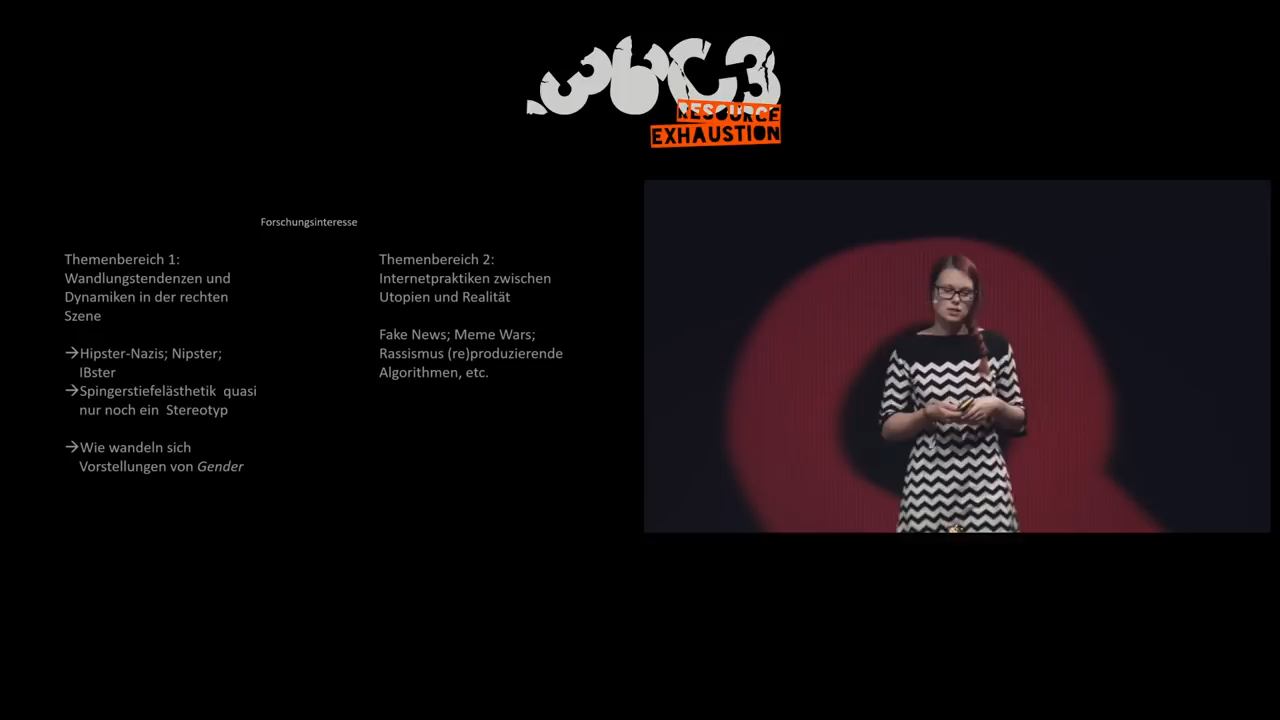 36C3
RESOURCE
EXHAUSTION
Forschungsinteresse
Themenbereich 1:
Wandlungstendenzen und
Dynamiken in der rechten
Szene
→Hipster-Nazis; Nipster;
IBster
→Spingerstiefelästhetik quasi
nur noch ein Stereotyp
→Wie wandeln sich
Vorstellungen von Gender
Themenbereich 2:
Internetpraktiken zwischen
Utopien und Realität
Fake News; Meme Wars;
Rassismus (re)produzierende
Algorithmen, etc.